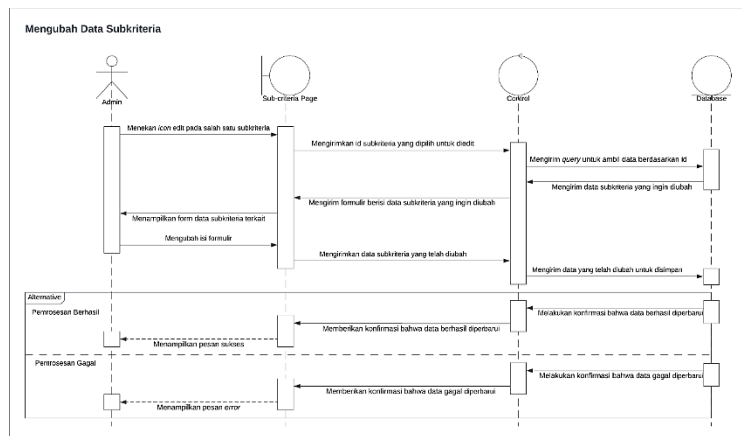 Mengubah Data Subkriteria
Admin
Sub-criteria Page
Control
Database
Menekan icon edit pada salah satu subkriteria
Mengirimkan id subkriteria yang dipilih untuk diedit
Mengirim query untuk ambil data berdasarkan id
Mengirim data subkriteria yang ingin diubah
Mengirim formulir berisi data subkriteria yang ingin diubah
Menampilkan form data subkriteria terkait
Mengubah isi formulir
Mengirimkan data subkriteria yang telah diubah
Mengirim data yang telah diubah untuk disimpan
Alternative
Pemrosesan Berhasil
Melakukan konfirmasi bahwa data berhasil diperbarui
Memberikan konfirmasi bahwa data berhasil diperbarui
Menampilkan pesan sukses
Pemrosesan Gagal
Melakukan konfirmasi bahwa data gagal diperbarui
Memberikan konfirmasi bahwa data gagal diperbarui
Menampilkan pesan error